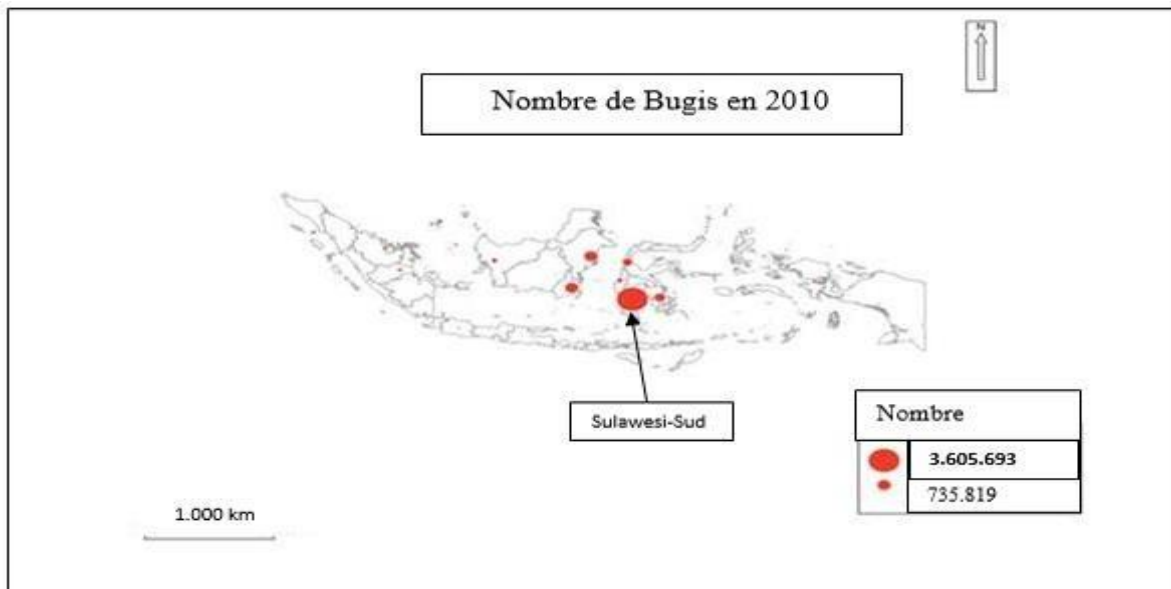 N
Nombre de Bugis en 2010
Sulawesi-Sud
Nombre
3.605.693
735.819
1.000 km